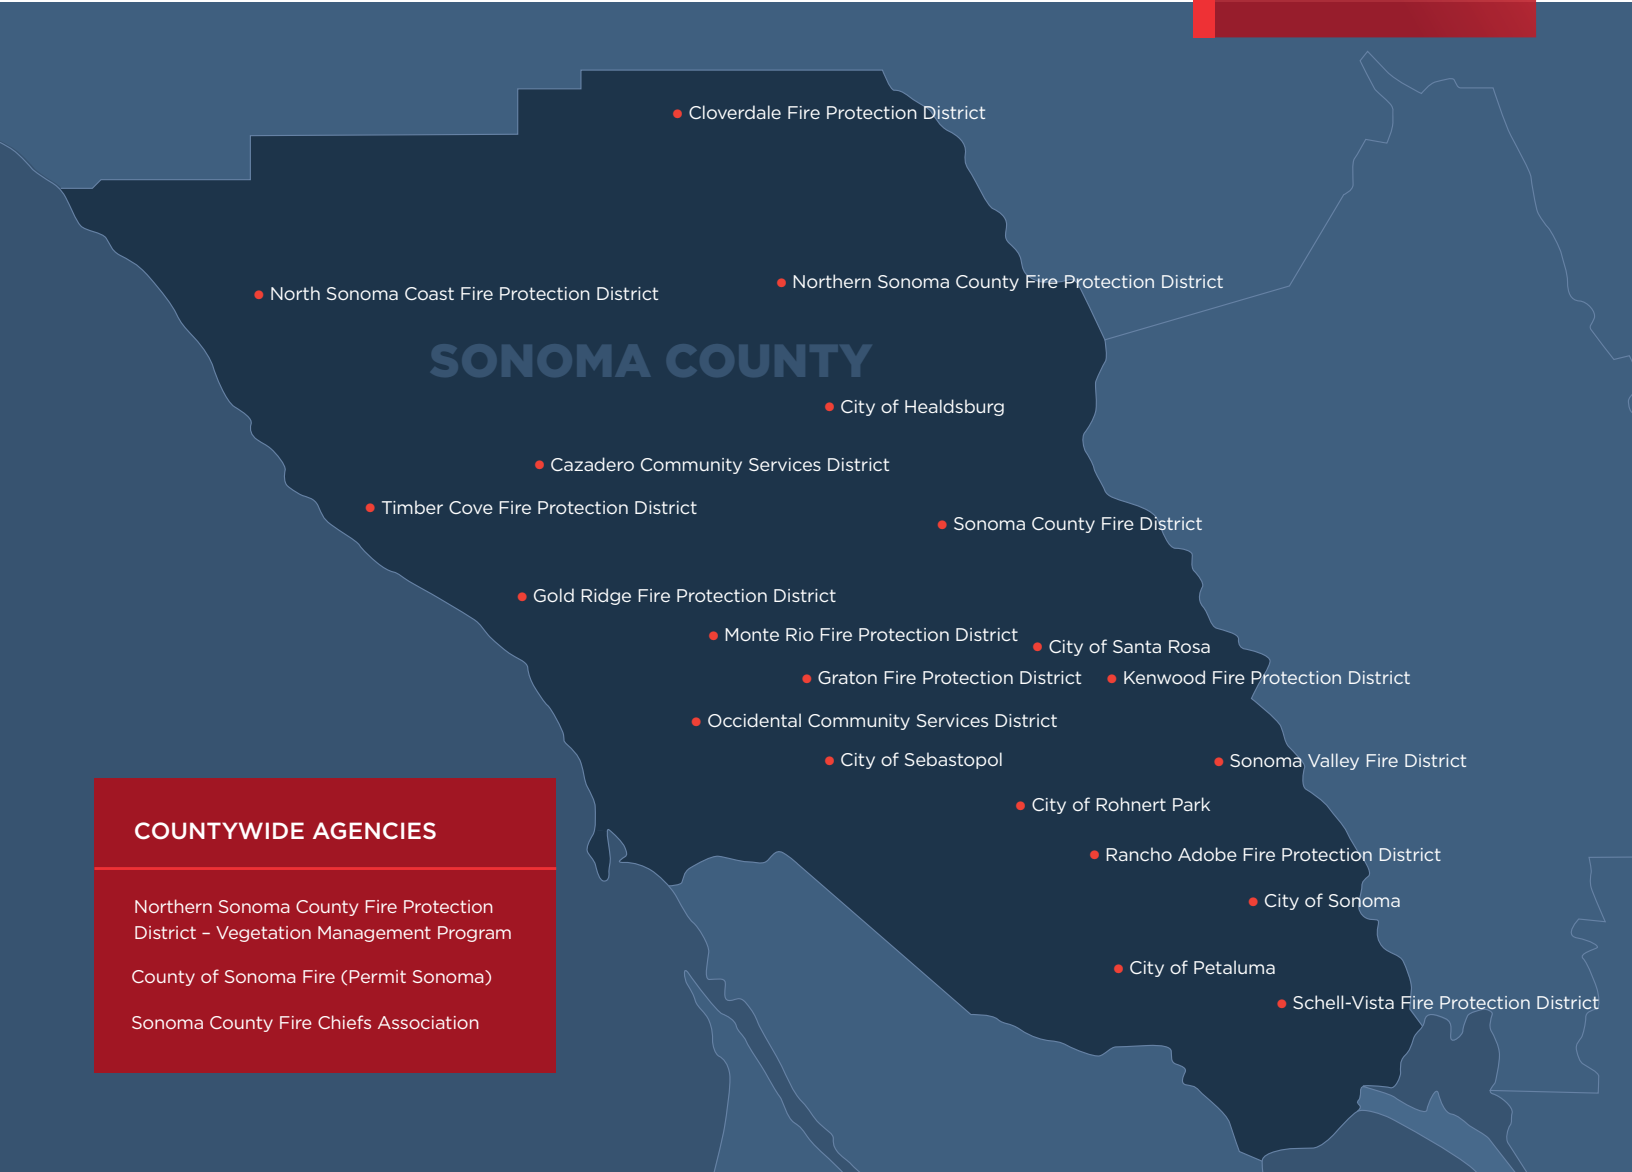 Cloverdale Fire Protection District
Northern Sonoma County Fire Protection District
North Sonoma Coast Fire Protection District
SONOMA COUNTY
City of Healdsburg
Cazadero Community Services District
Timber Cove Fire Protection District
Sonoma County Fire District
Gold Ridge Fire Protection District
Monte Rio Fire Protection District
City of Santa Rosa
Graton Fire Protection District
Kenwood Fire Protection District
Occidental Community Services District
City of Sebastopol
Sonoma Valley Fire District
City of Rohnert Park
Rancho Adobe Fire Protection District
City of Sonoma
City of Petaluma
Schell-Vista Fire Protection District
COUNTYWIDE AGENCIES
Northern Sonoma County Fire Protection
District – Vegetation Management Program
County of Sonoma Fire (Permit Sonoma)
Sonoma County Fire Chiefs Association